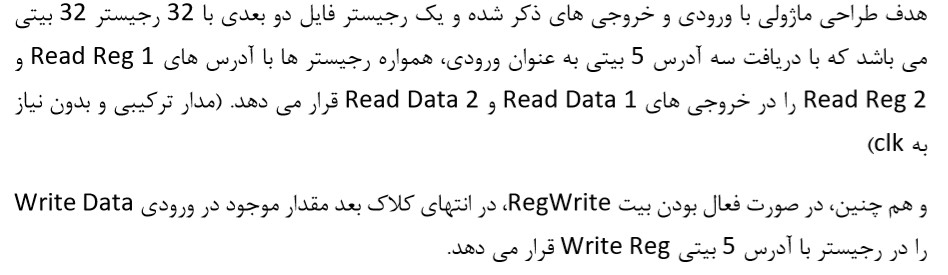 هدف طراحی ماژولی با ورودی و خروجی های ذکر شده و یک رجیستر فایل دو بعدی با 32 رجیستر 32 بیتی
می باشد که با دریافت سه آدرس 5 بیتی به عنوان ورودی، همواره رجیستر ها با آدرس های Read Reg 1 و
Read Reg 2 را در خروجی های Read Data 1 و Read Data 2 قرار می دهد. (مدار ترکیبی و بدون نیاز
به clk)
و هم چنین، در صورت فعال بودن بیت RegWrite، در انتهای کلاک بعد مقدار موجود در ورودی Write Data
را در رجیستر با آدرس 5 بیتی Write Reg قرار می دهد.